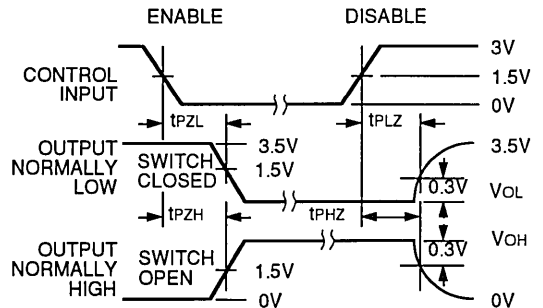 ENABLE
DISABLE
CONTROL
INPUT
3V
1.5V
0V
tPZL
tPLZ
OUTPUT
NORMALLY
LOW
SWITCH
CLOSED
3.5V
1.5V
3.5V
0.3V
VOL
tPZH
tPHZ
OUTPUT
NORMALLY
HIGH
SWITCH
OPEN
1.5V
0V
VOH
0.3V
0V